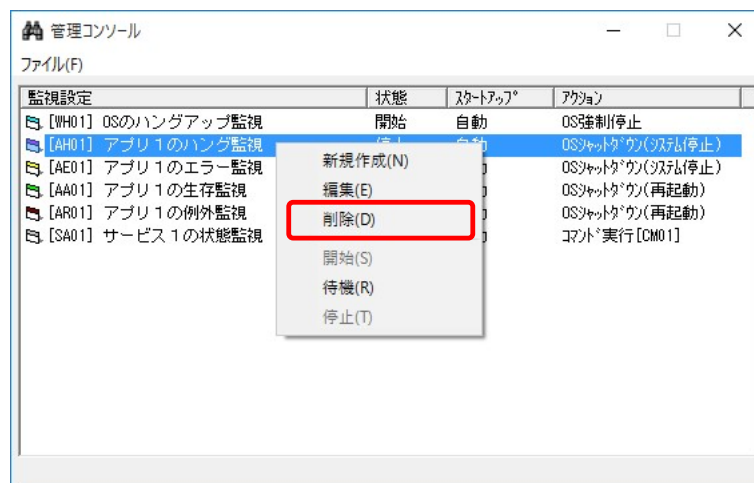 管理コンソール
ファイル(F)
監視設定 状態 ｽﾀｰﾄｱｯﾌﾟ ｱｸｼｮﾝ
[WH01] OSのハングアップ監視 開始 自動 OS強制停止
[AH01] アプリ1のハング監視 OSｼｬｯﾄﾀﾞｳﾝ(ｼｽﾃﾑ停止)
[AE01] アプリ1のエラー監視 OSｼｬｯﾄﾀﾞｳﾝ(ｼｽﾃﾑ停止)
[AA01] アプリ1の生存監視 OSｼｬｯﾄﾀﾞｳﾝ(再起動)
[AR01] アプリ1の例外監視 OSｼｬｯﾄﾀﾞｳﾝ(再起動)
[SA01] サービス1の状態監視 ｺﾏﾝﾄﾞ実行[CM01]
新規作成(N)
編集(E)
削除(D)
開始(S)
待機(R)
停止(T)